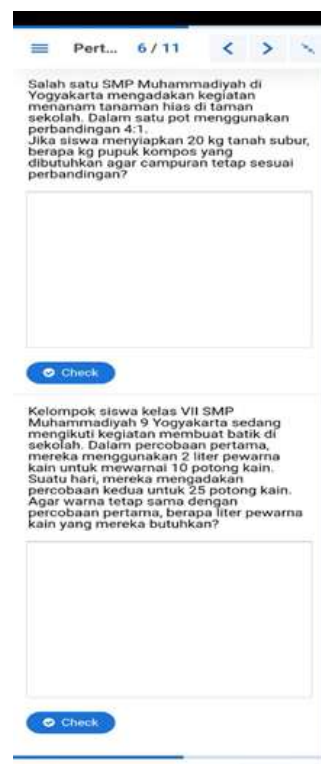 Pert... 6 / 11
Salah satu SMP Muhammadiyah di
Yogyakarta mengadakan kegiatan
menanam tanaman hias di taman
sekolah. Dalam satu pot menggunakan
perbandingan 4:1.
Jika siswa menyiapkan 20 kg tanah subur,
berapa kg pupuk kompos yang
dibutuhkan agar campuran tetap sesuai
perbandingan?
Check
Kelompok siswa kelas VII SMP
Muhammadiyah 9 Yogyakarta sedang
mengikuti kegiatan membuat batik di
sekolah. Dalam percobaan pertama,
mereka menggunakan 2 liter pewarna
kain untuk mewarnai 10 potong kain.
Suatu hari, mereka mengadakan
percobaan kedua untuk 25 potong kain.
Agar warna tetap sama dengan
percobaan pertama, berapa liter pewarna
kain yang mereka butuhkan?
Check